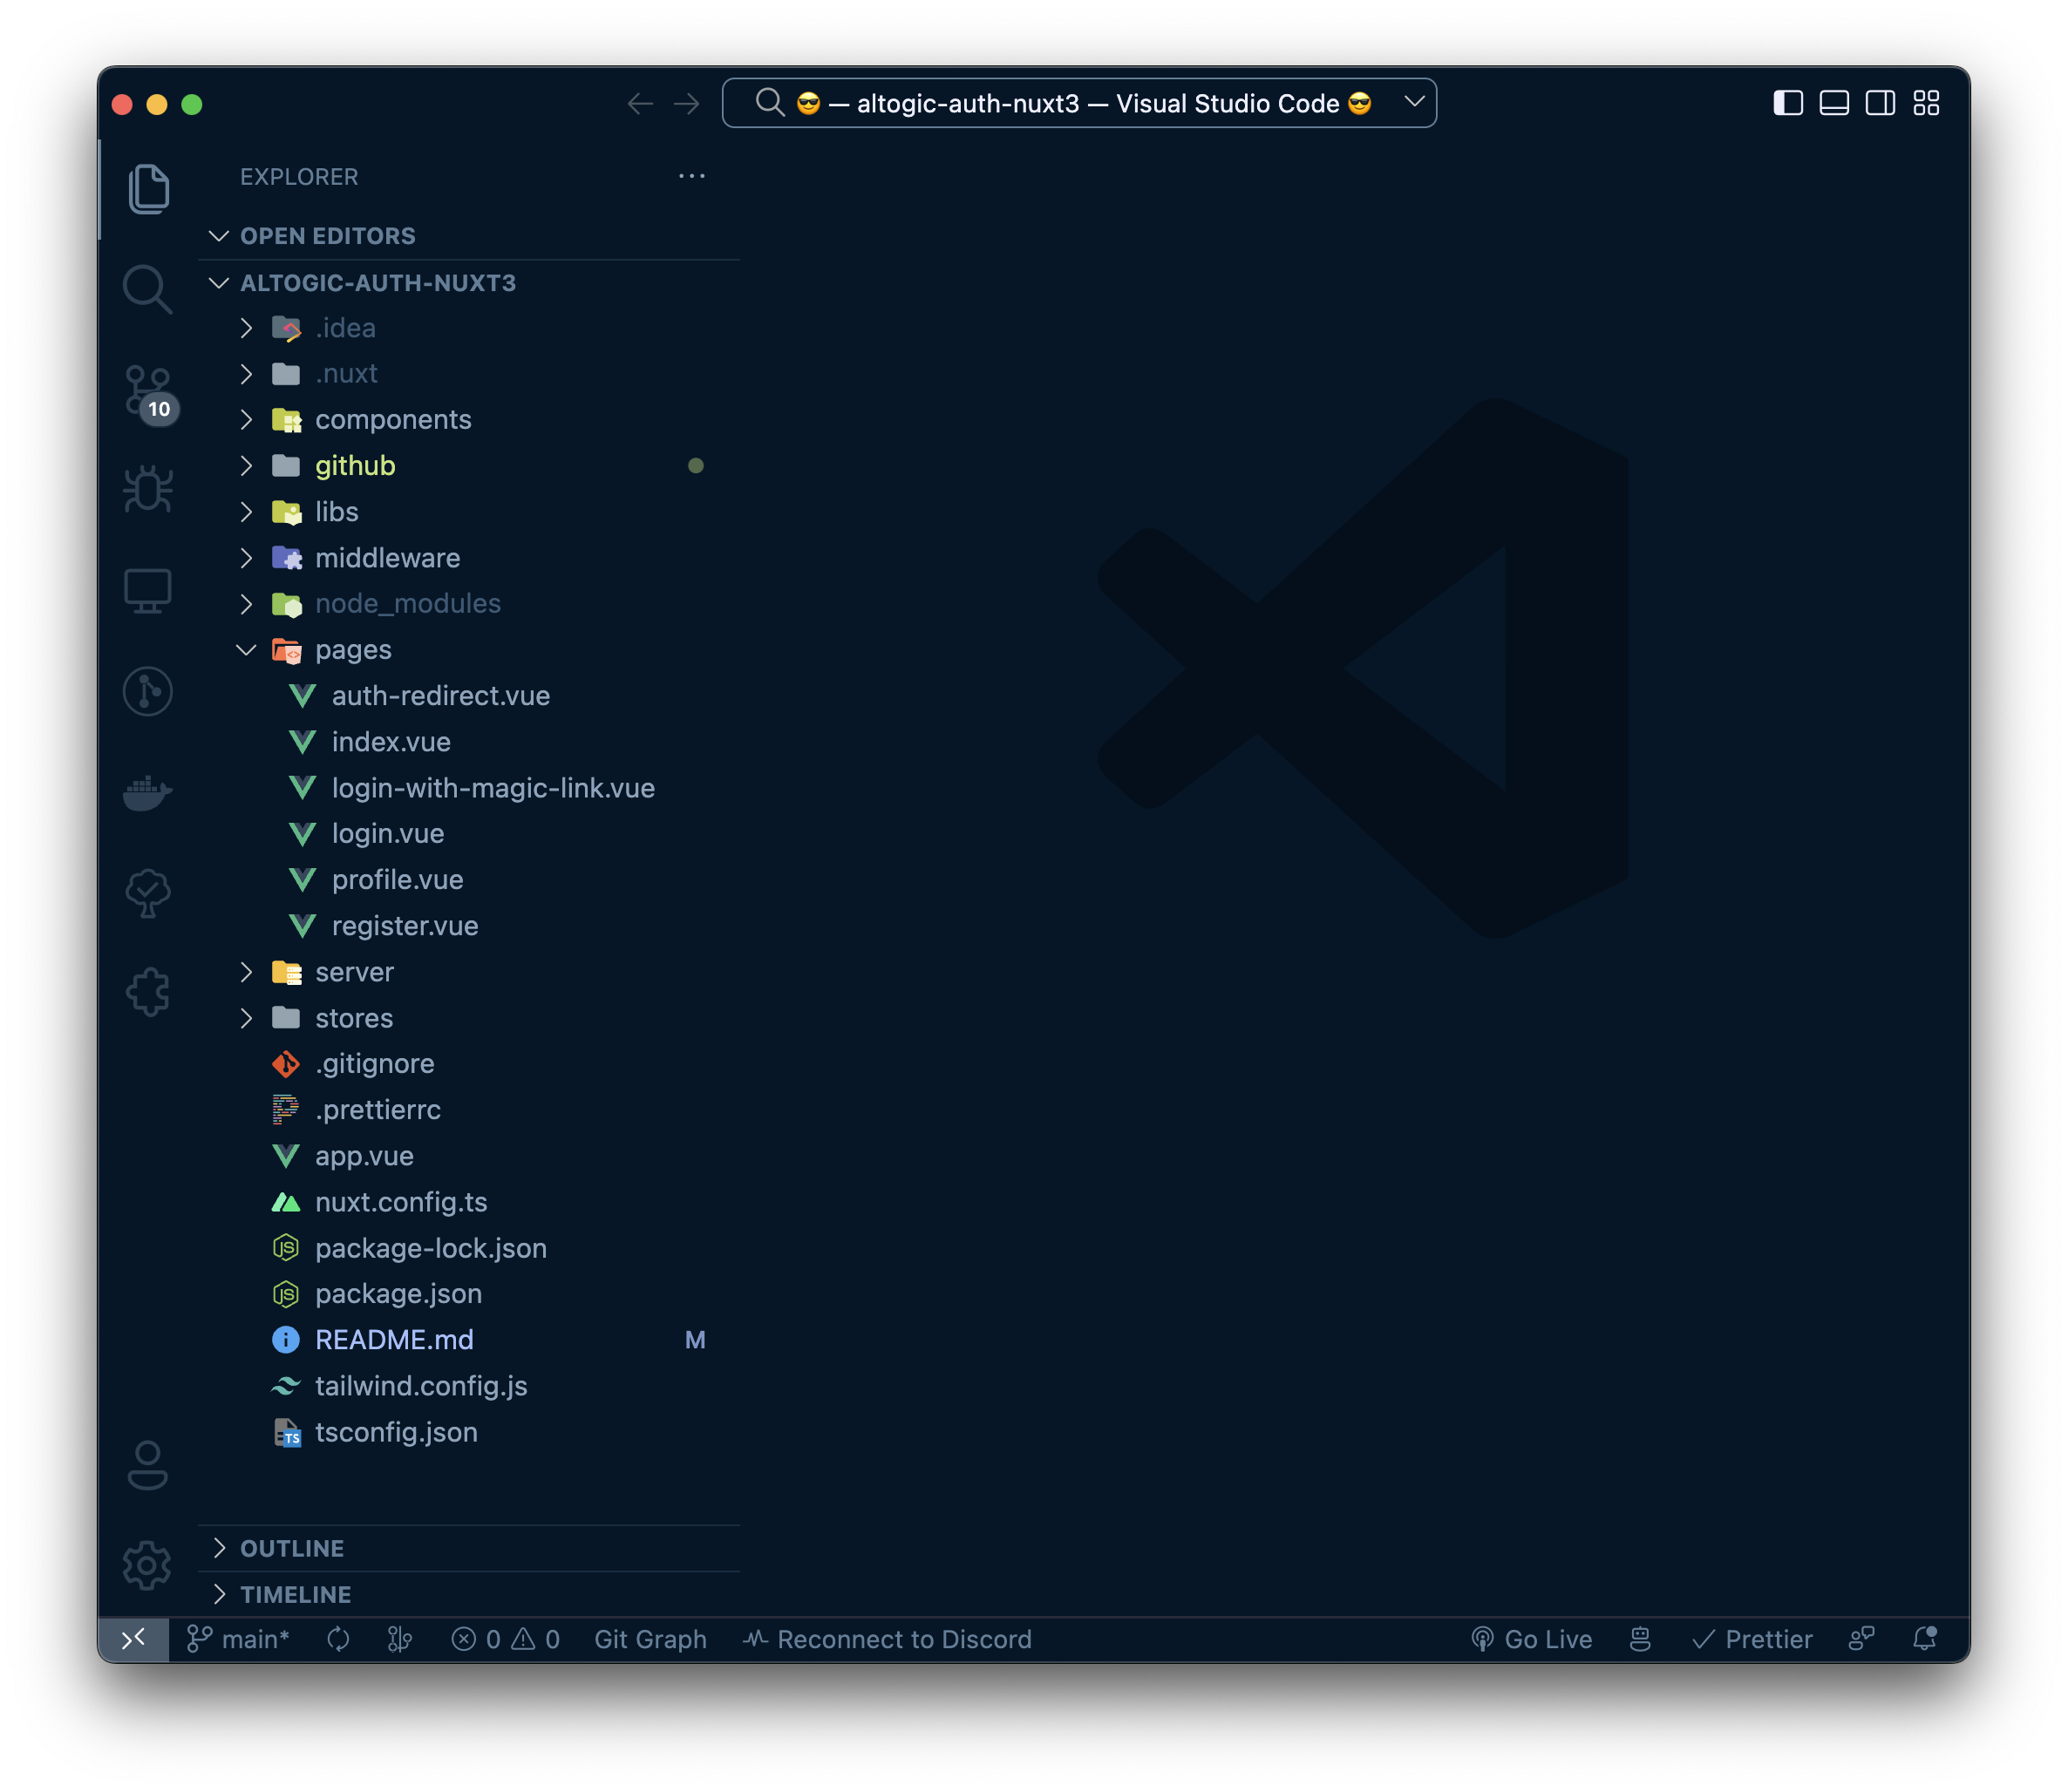 😎 — altogic-auth-nuxt3 — Visual Studio Code 😎
EXPLORER
OPEN EDITORS
ALTOGIC-AUTH-NUXT3
.idea
.nuxt
components
github
libs
middleware
node_modules
pages
auth-redirect.vue
index.vue
login-with-magic-link.vue
login.vue
profile.vue
register.vue
server
stores
.gitignore
.prettierrc
app.vue
nuxt.config.ts
package-lock.json
package.json
README.md M
tailwind.config.js
tsconfig.json
10
OUTLINE
TIMELINE
main* 0 0 Git Graph Reconnect to Discord Go Live Prettier